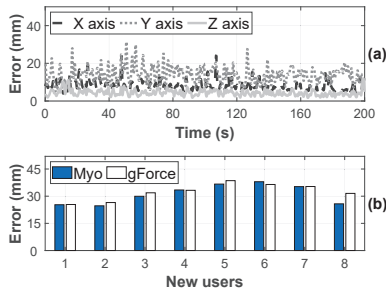 Error (mm)
40
20
0
X axis Y axis Z axis
(a)
0 40 80 120 160 200
Time (s)
Error (mm)
45
30
15
0
Myo gForce
(b)
1 2 3 4 5 6 7 8
New users